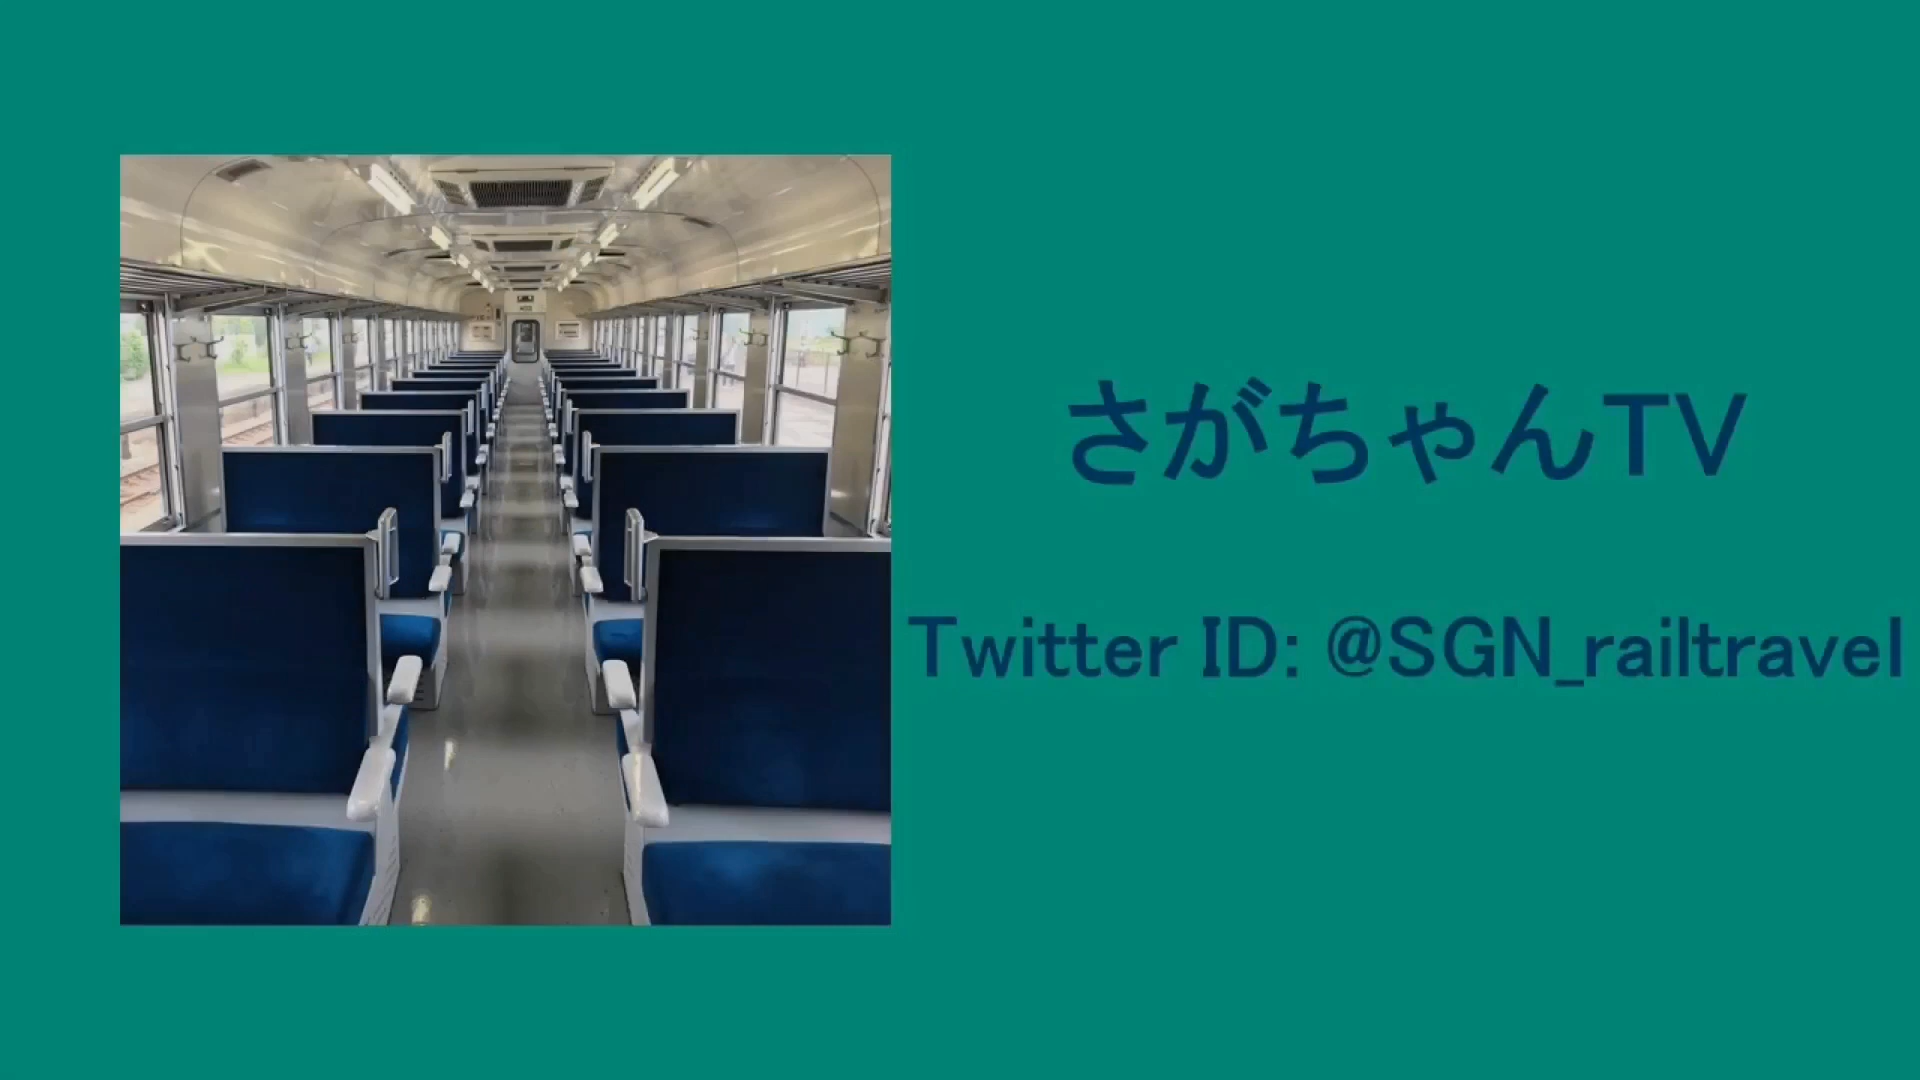 さがちゃんTV
Twitter ID: @SGN_railtravel